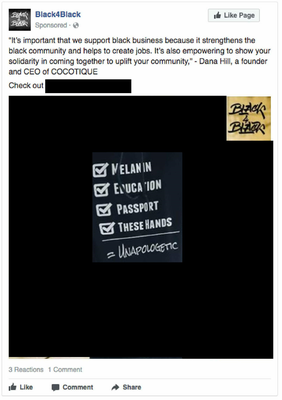 Black4Black
Sponsored ·
Like Page
"It's important that we support black business because it strengthens the
black community and helps to create jobs. It's also empowering to show your
solidarity in coming together to uplift your community," - Dana Hill, a founder
and CEO of COCOTIQUE
Check out
BLACK
4
BLACK
MELANIN
EDUCATION
PASSPORT
THESE HANDS
= UNAPOLOGETIC
3 Reactions 1 Comment
Like Comment Share